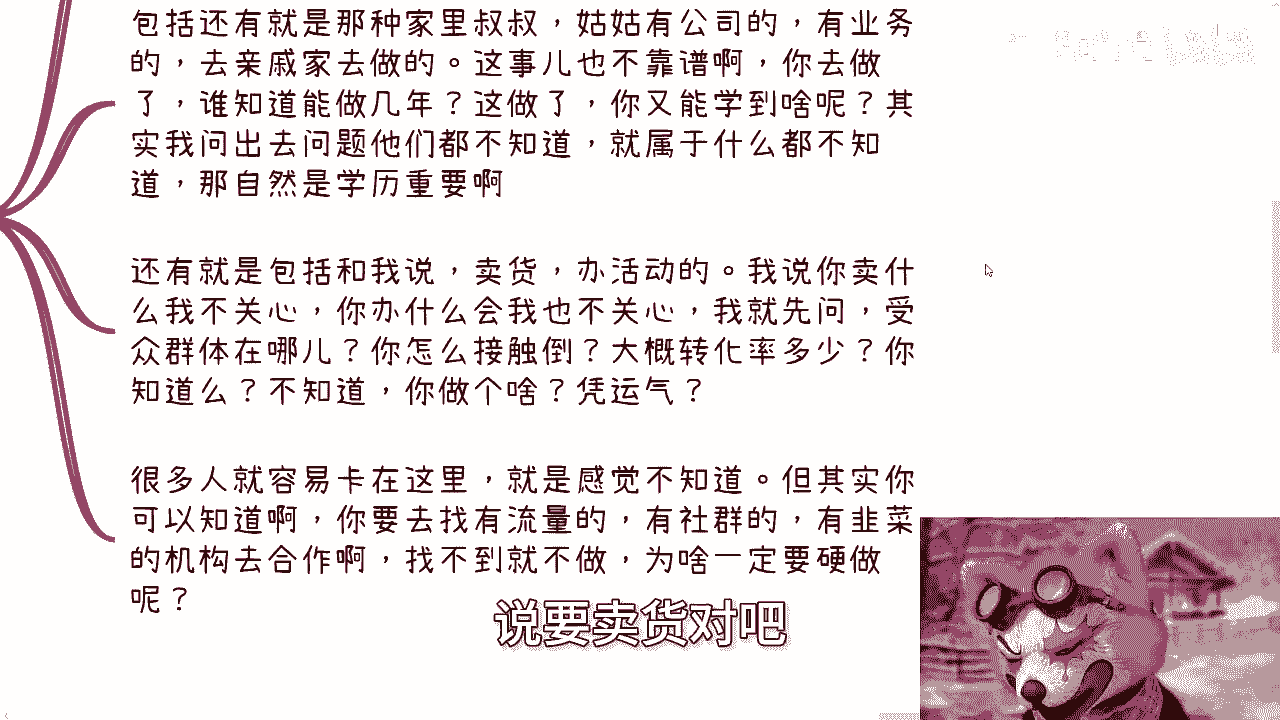 包括还有就是那种家里叔叔，姑姑有公司的，有业务
的，去亲戚家去做的。这事儿也不靠谱啊，你去做
了，谁知道能做几年？这做了，你又能学到啥呢？其
实我问出去问题他们都不知道，就属于什么都不知
道，那自然是学历重要啊
还有就是包括和我说，卖货，办活动的。我说你卖什
么我不关心，你办什么会我也不关心，我就先问，受
众群体在哪儿？你怎么接触倒？大概转化率多少？你
知道么？不知道，你做个啥？凭运气？
很多人就容易卡在这里，就是感觉不知道。但其实你
可以知道啊，你要去找有流量的，有社群的，有韭菜
的机构去合作啊，找不到就不做，为啥一定要硬做
呢？
说要卖货对吧